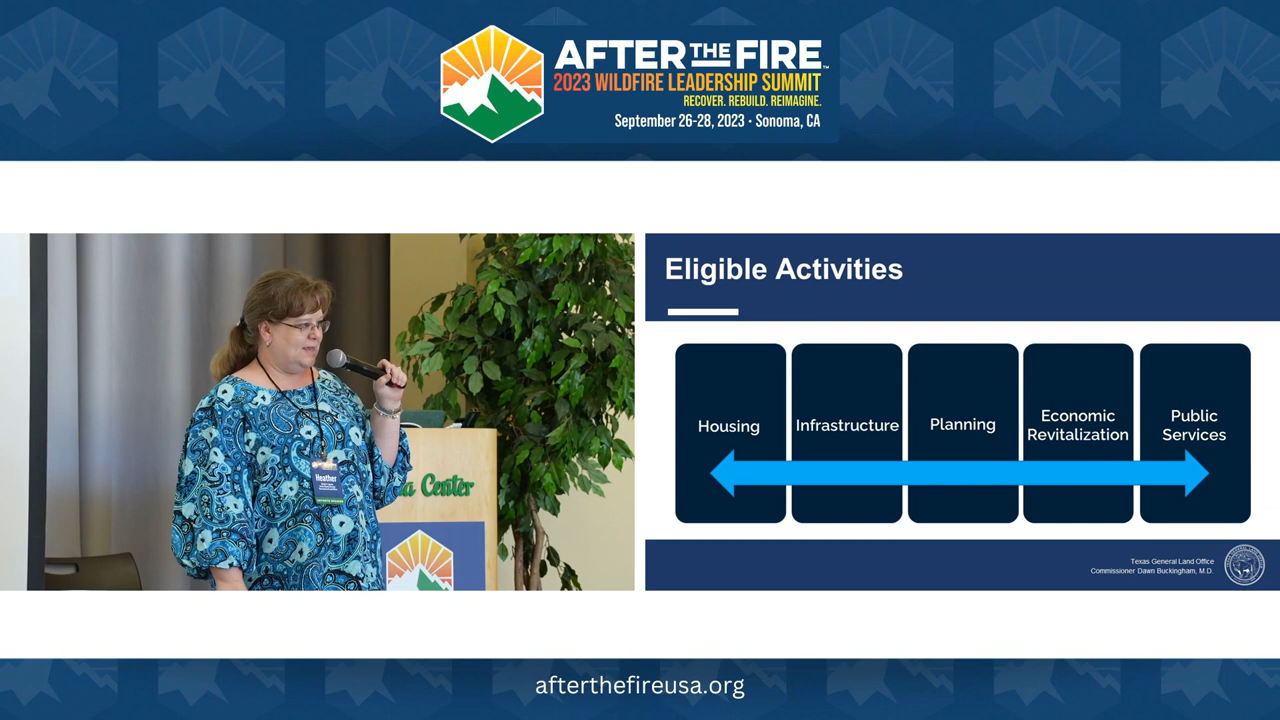 AFTER THE FIRE™
2023 WILDFIRE LEADERSHIP SUMMIT
RECOVER. REBUILD. REIMAGINE.
September 26-28, 2023 • Sonoma, CA
Heather
a Center
Eligible Activities
Housing
Infrastructure
Planning
Economic
Revitalization
Public
Services
Texas General Land Office
Commissioner Dawn Buckingham, M.D.
afterthefireusa.org